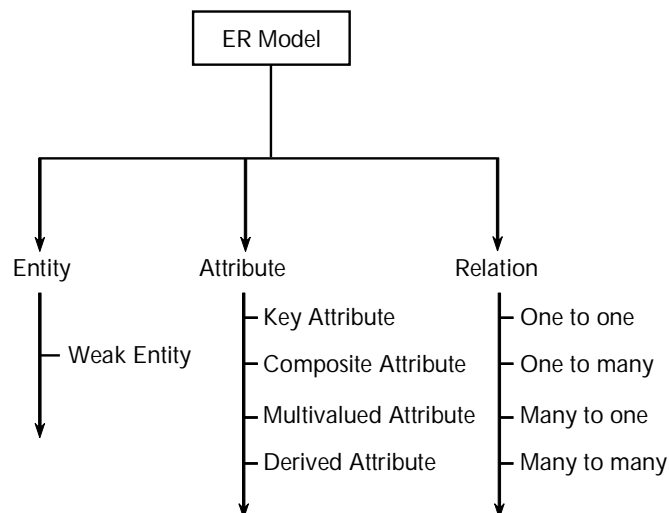 ER Model
Entity
Attribute
Relation
Weak Entity
Key Attribute
Composite Attribute
Multivalued Attribute
Derived Attribute
One to one
One to many
Many to one
Many to many